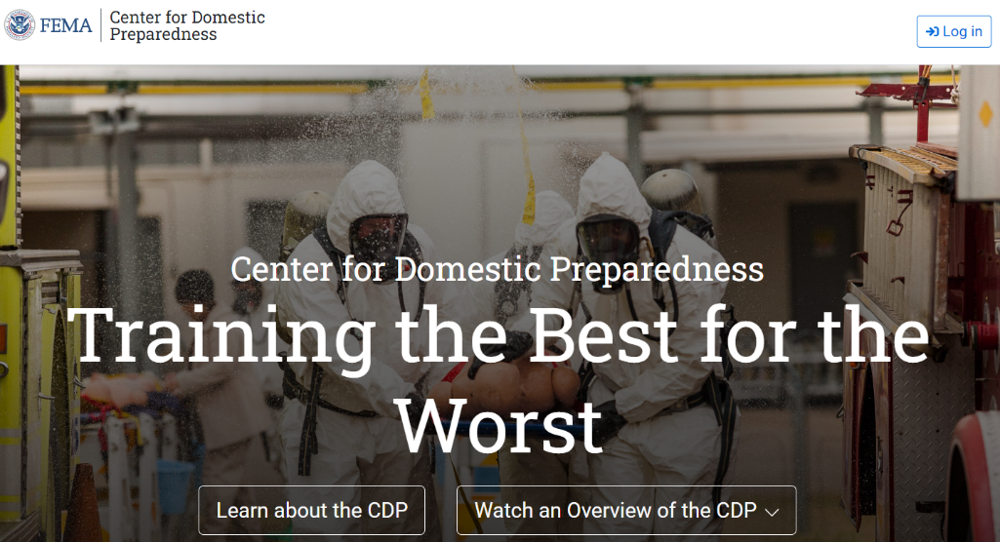 FEMA
Center for Domestic
Preparedness
Log in
Center for Domestic Preparedness
Training the Best for the
Worst
Learn about the CDP
Watch an Overview of the CDP